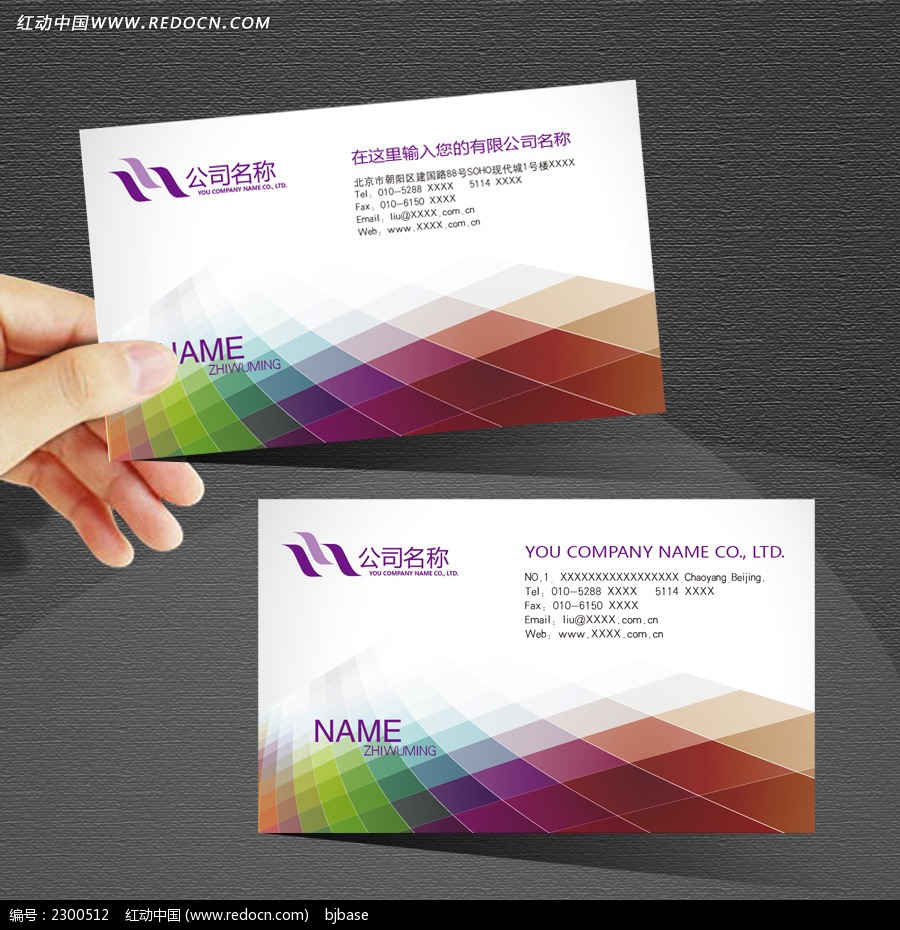 红动中国WWW.REDOCN.COM
公司名称
YOU COMPANY NAME CO., LTD.
在这里输入您的有限公司名称
北京市朝阳区建国路88号SOHO现代城1号楼XXXX
Tel: 010-5288 XXXX 5114 XXXX
Fax: 010-6150 XXXX
Email: liu@XXXX.com.cn
Web: www.XXXX.com.cn
NAME
ZHIWUMING
公司名称
YOU COMPANY NAME CO., LTD.
YOU COMPANY NAME CO., LTD.
NO.1. XXXXXXXXXXXXXXXXX Chaoyang Beijing.
Tel: 010-5288 XXXX 5114 XXXX
Fax: 010-6150 XXXX
Email: liu@XXXX.com.cn
Web: www.XXXX.com.cn
NAME
ZHIWUMING
编号：2300512 红动中国 (www.redocn.com) bjbase